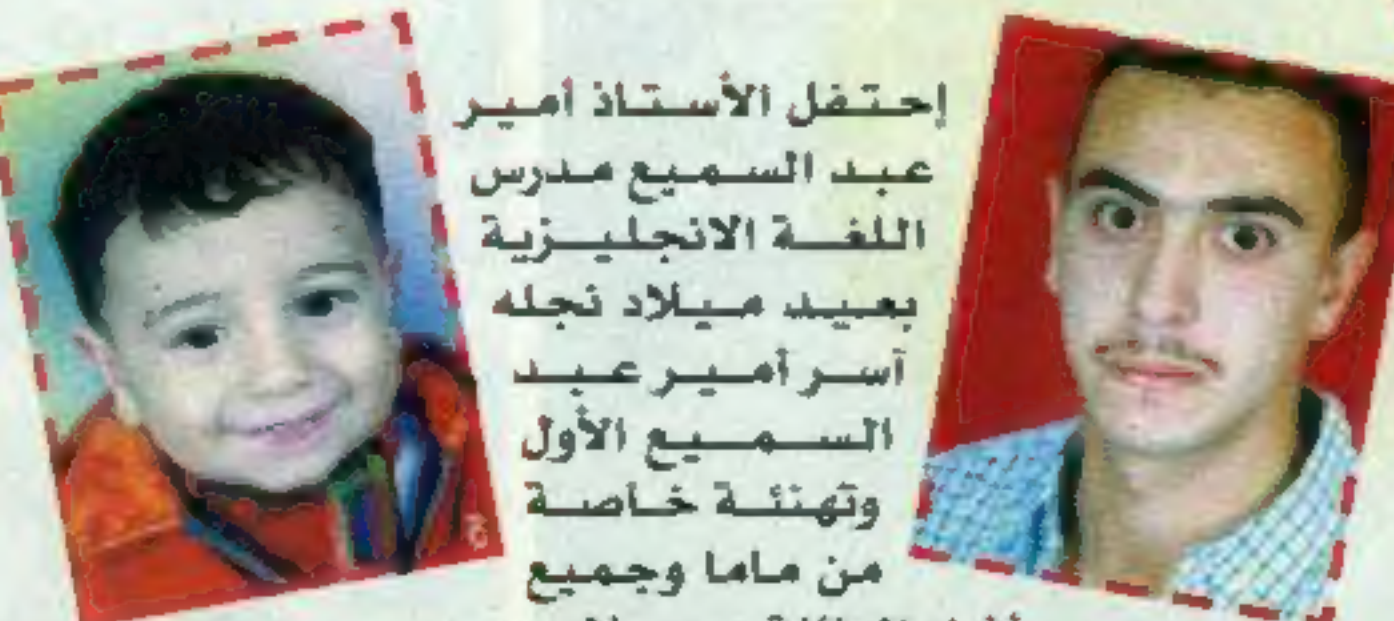 إحتفل الأستاذ أمير
عبد السميع مدرس
اللغة الانجليزية
بعيد ميلاد نجله
آسر أمير عبد
السميع الأول
وتهنئة خاصة
من ماما وجميع